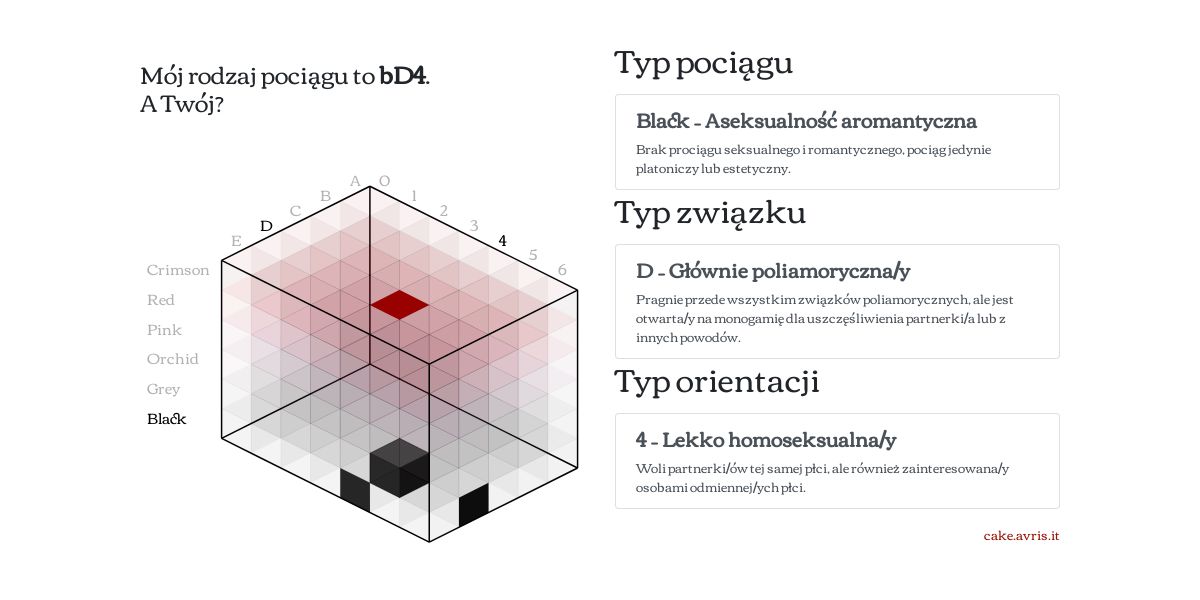 Mój rodzaj pociągu to bD4.
A Twój?
A
B
C
D
E
O
1
2
3
4
5
6
Crimson
Red
Pink
Orchid
Grey
Black
Typ pociągu
Black – Aseksualność aromantyczna
Brak prociągu seksualnego i romantycznego, pociąg jedynie
platoniczy lub estetyczny.
Typ związku
D – Głównie poliamoryczna/y
Pragnie przede wszystkim związków poliamorycznych, ale jest
otwarta/y na monogamię dla uszczęśliwienia partnerki/a lub z
innych powodów.
Typ orientacji
4 – Lekko homoseksualna/y
Woli partnerki/ów tej samej płci, ale również zainteresowana/y
osobami odmiennej/ych płci.
cake.avris.it